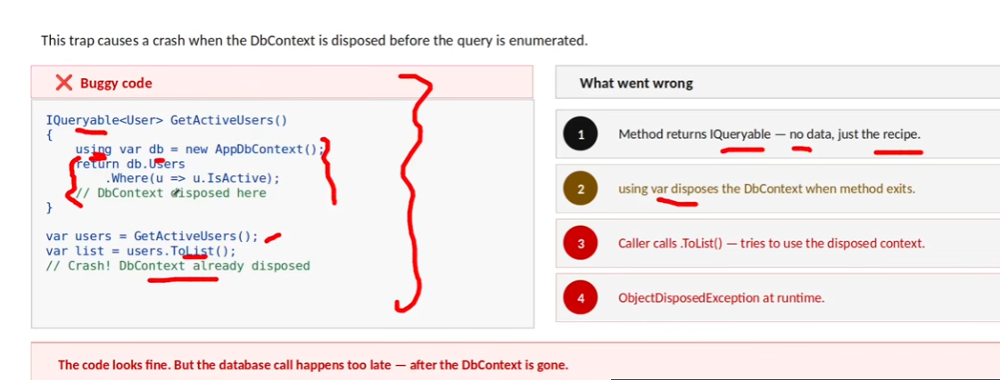 This trap causes a crash when the DbContext is disposed before the query is enumerated.
❌ Buggy code
IQueryable<User> GetActiveUsers()
{
    using var db = new AppDbContext();
    return db.Users
        .Where(u => u.IsActive);
    // DbContext disposed here
}
var users = GetActiveUsers();
var list = users.ToList();
// Crash! DbContext already disposed
What went wrong
1 Method returns IQueryable — no data, just the recipe.
2 using var disposes the DbContext when method exits.
3 Caller calls .ToList() — tries to use the disposed context.
4 ObjectDisposedException at runtime.
The code looks fine. But the database call happens too late — after the DbContext is gone.